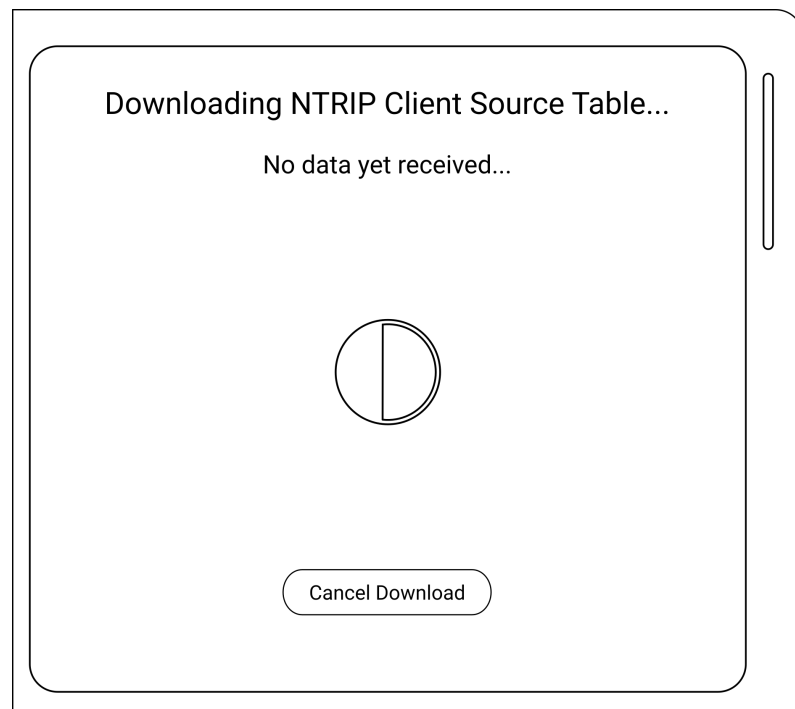 Downloading NTRIP Client Source Table...
No data yet received...
Cancel Download